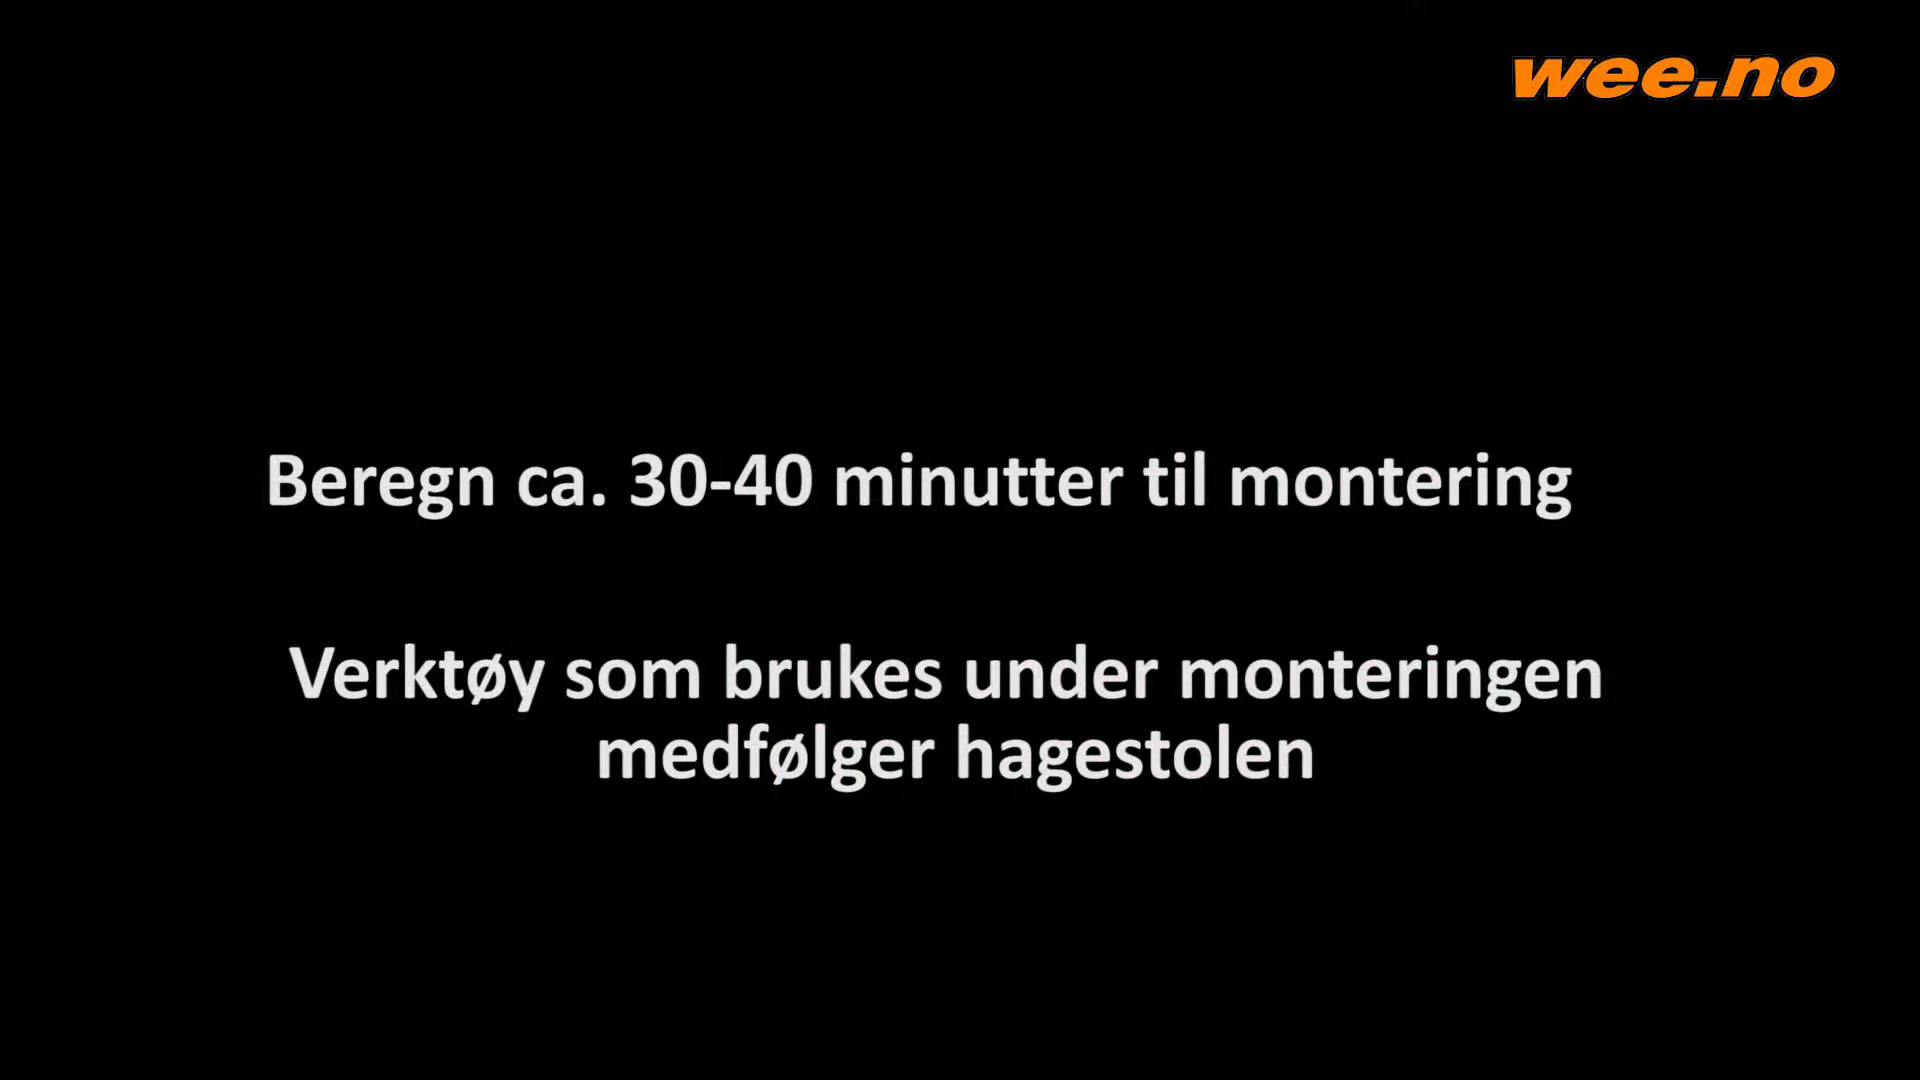 wee.no
Beregn ca. 30-40 minutter til montering
Verktøy som brukes under monteringen
medfølger hagestolen